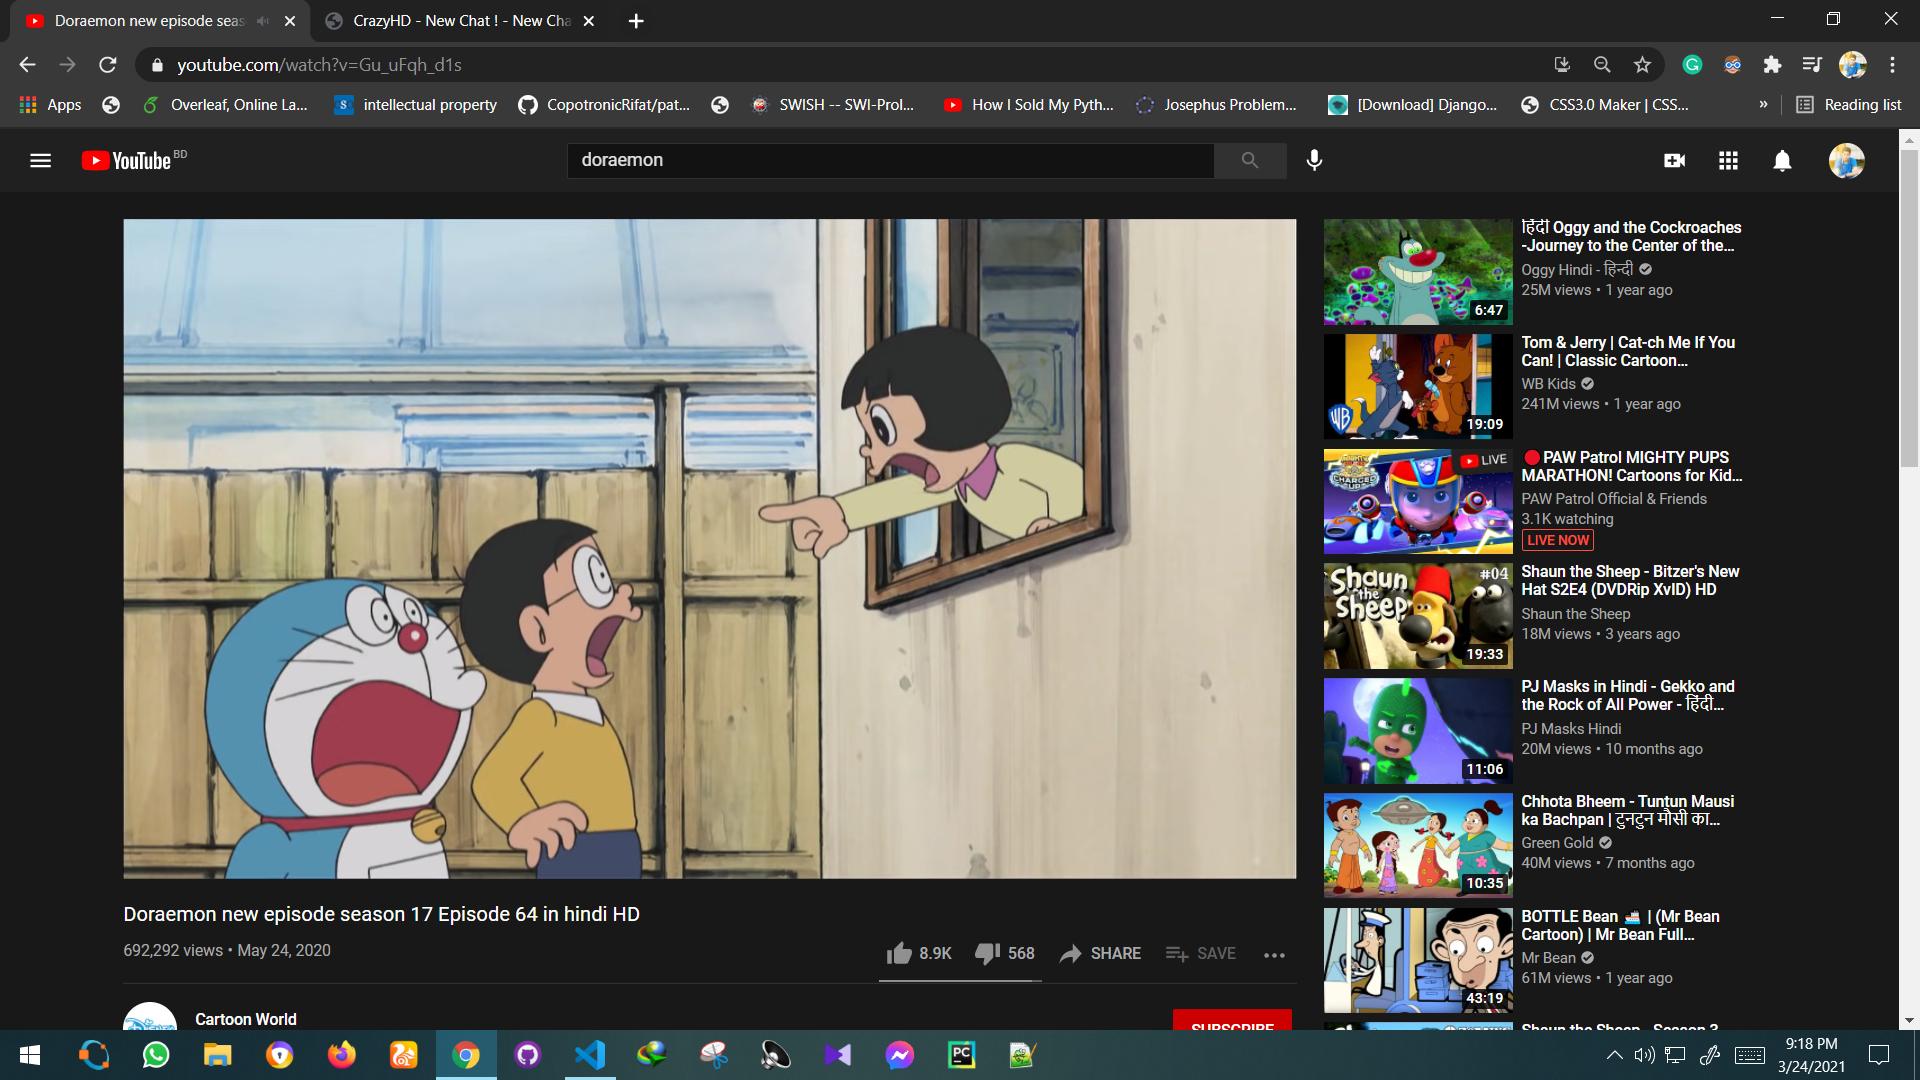 Doraemon new episode seas
CrazyHD - New Chat ! - New Cha
youtube.com/watch?v=Gu_uFqh_d1s
Apps
Overleaf, Online La...
intellectual property
CopotronicRifat/pat...
SWISH -- SWI-Prol...
How I Sold My Pyth...
Josephus Problem...
[Download] Django...
CSS3.0 Maker | CSS...
»
Reading list
YouTube BD
doraemon
Doraemon new episode season 17 Episode 64 in hindi HD
692,292 views • May 24, 2020
8.9K
568
SHARE
SAVE
Cartoon World
SUBSCRIBE
6:47
हिंदी Oggy and the Cockroaches
-Journey to the Center of the...
Oggy Hindi - हिन्दी
25M views • 1 year ago
WB
19:09
Tom & Jerry | Cat-ch Me If You
Can! | Classic Cartoon...
WB Kids
241M views • 1 year ago
CHARGED
UP
LIVE
PAW Patrol MIGHTY PUPS
MARATHON! Cartoons for Kid...
PAW Patrol Official & Friends
3.1K watching
LIVE NOW
Shaun
the
Sheep
#04
19:33
Shaun the Sheep - Bitzer's New
Hat S2E4 (DVDRip XvID) HD
Shaun the Sheep
18M views • 3 years ago
11:06
PJ Masks in Hindi - Gekko and
the Rock of All Power - हिंदी...
PJ Masks Hindi
20M views • 10 months ago
10:35
Chhota Bheem - Tuntun Mausi
ka Bachpan | टुनटुन मौसी का...
Green Gold
40M views • 7 months ago
43:19
BOTTLE Bean | (Mr Bean
Cartoon) | Mr Bean Full...
Mr Bean
61M views • 1 year ago
Shaun the Sheep - Season 3
PC
9:18 PM
3/24/2021